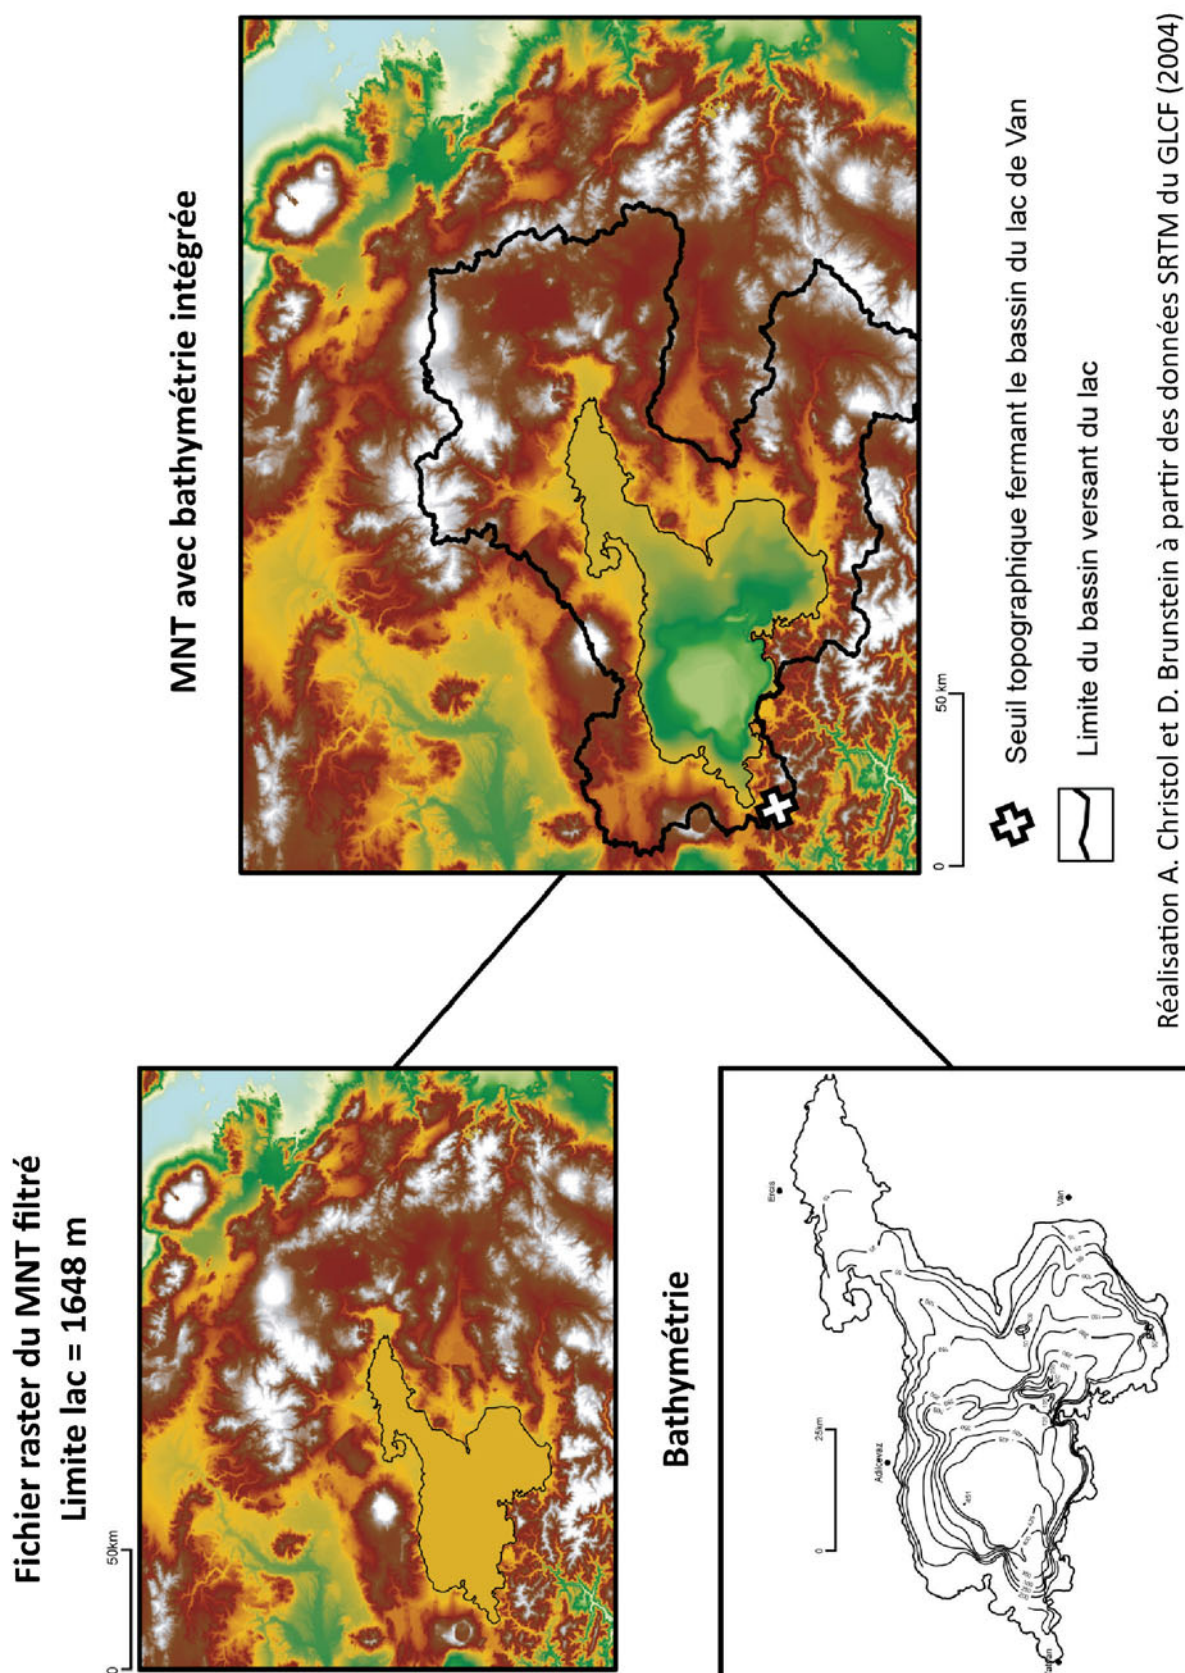 Fichier raster du MNT filtré
Limite lac = 1648 m
0
50km
MNT avec bathymétrie intégrée
0
50 km
Bathymétrie
0
25km
Adilcevaz
Ercis
Van
451
Seuil topographique fermant le bassin du lac de Van
Limite du bassin versant du lac
Réalisation A. Christol et D. Brunstein à partir des données SRTM du GLCF (2004)